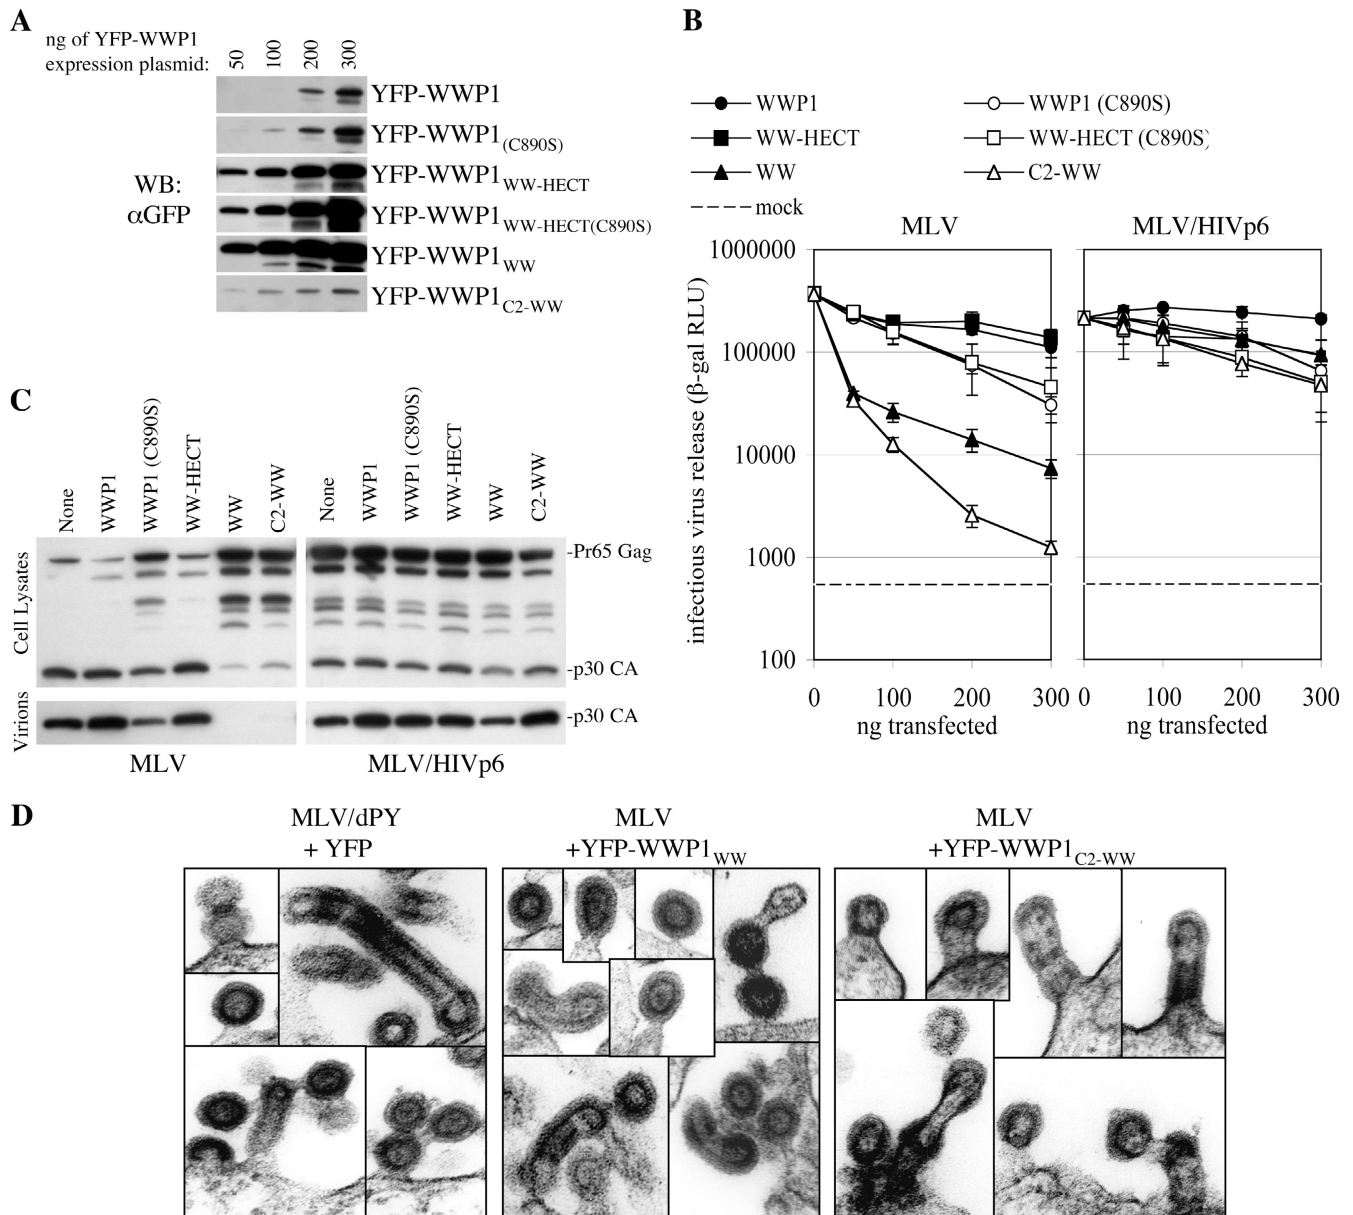 A
ng of YFP-WWP1
expression plasmid:
50
100
200
300
YFP-WWP1
YFP-WWP1(C890S)
YFP-WWP1WW-HECT
YFP-WWP1WW-HECT(C890S)
YFP-WWP1WW
YFP-WWP1C2-WW
WB:
αGFP
B
WWP1
WWP1 (C890S)
WW-HECT
WW-HECT (C890S)
WW
C2-WW
mock
MLV
MLV/HIVp6
infectious virus release (β-gal RLU)
1000000
100000
10000
1000
100
0
100
200
300
0
100
200
300
ng transfected
ng transfected
C
None
WWP1
WWP1 (C890S)
WW-HECT
WW
C2-WW
None
WWP1
WWP1 (C890S)
WW-HECT
WW
C2-WW
Cell Lysates
-Pr65 Gag
-p30 CA
Virions
-p30 CA
MLV
MLV/HIVp6
D
MLV/dPY
+ YFP
MLV
+YFP-WWP1WW
MLV
+YFP-WWP1C2-WW